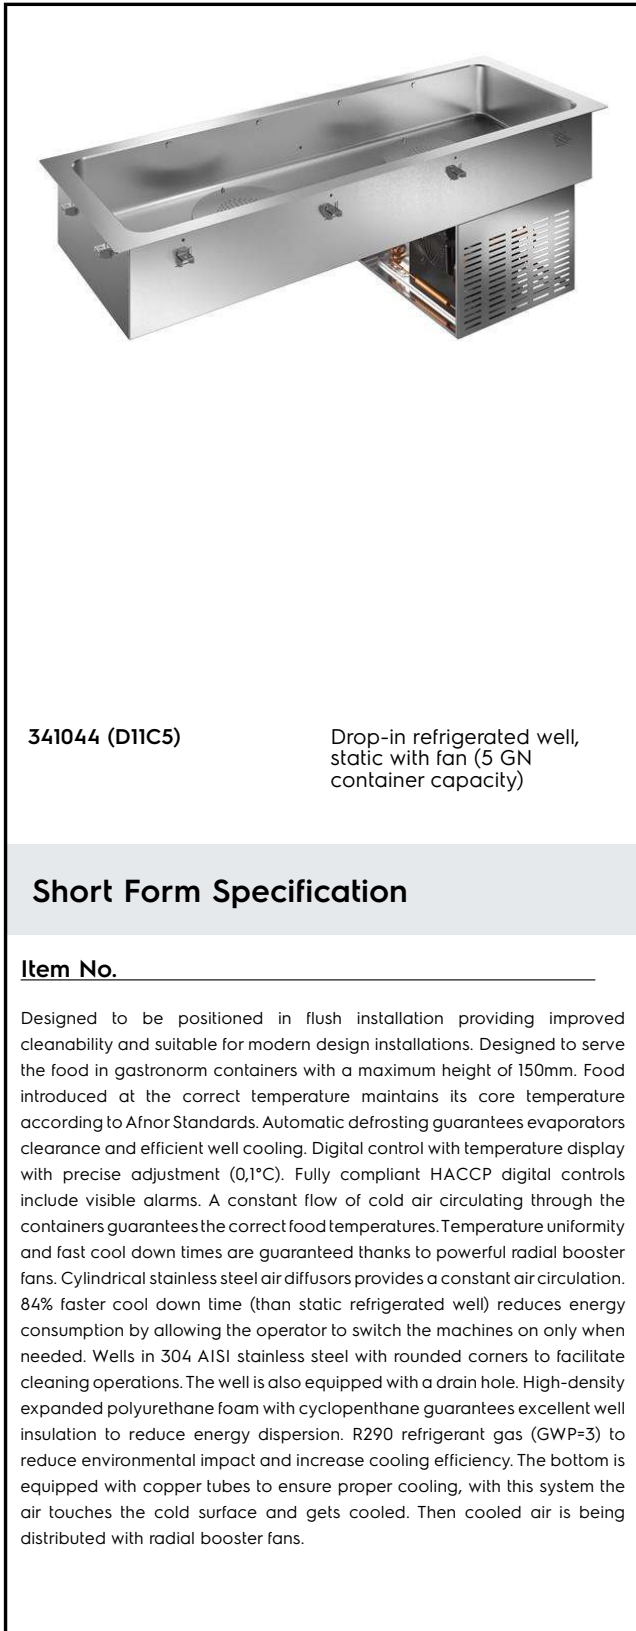 341044 (D11C5)
Drop-in refrigerated well,
static with fan (5 GN
container capacity)
Short Form Specification
Item No.
Designed to be positioned in flush installation providing improved
cleanability and suitable for modern design installations. Designed to serve
the food in gastronorm containers with a maximum height of 150mm. Food
introduced at the correct temperature maintains its core temperature
according to Afnor Standards. Automatic defrosting guarantees evaporators
clearance and efficient well cooling. Digital control with temperature display
with precise adjustment (0,1°C). Fully compliant HACCP digital controls
include visible alarms. A constant flow of cold air circulating through the
containers guarantees the correct food temperatures. Temperature uniformity
and fast cool down times are guaranteed thanks to powerful radial booster
fans. Cylindrical stainless steel air diffusors provides a constant air circulation.
84% faster cool down time (than static refrigerated well) reduces energy
consumption by allowing the operator to switch the machines on only when
needed. Wells in 304 AISI stainless steel with rounded corners to facilitate
cleaning operations. The well is also equipped with a drain hole. High-density
expanded polyurethane foam with cyclopenthane guarantees excellent well
insulation to reduce energy dispersion. R290 refrigerant gas (GWP=3) to
reduce environmental impact and increase cooling efficiency. The bottom is
equipped with copper tubes to ensure proper cooling, with this system the
air touches the cold surface and gets cooled. Then cooled air is being
distributed with radial booster fans.